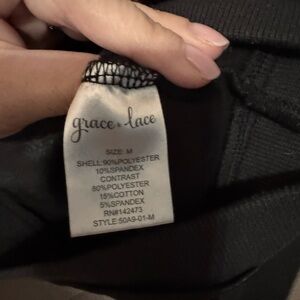 grace & lace
SIZE: M
SHELL:90%POLYESTER
10%SPANDEX
CONTRAST
80%POLYESTER
15%COTTON
5%SPANDEX
RN#142473
STYLE:50A9-01-M